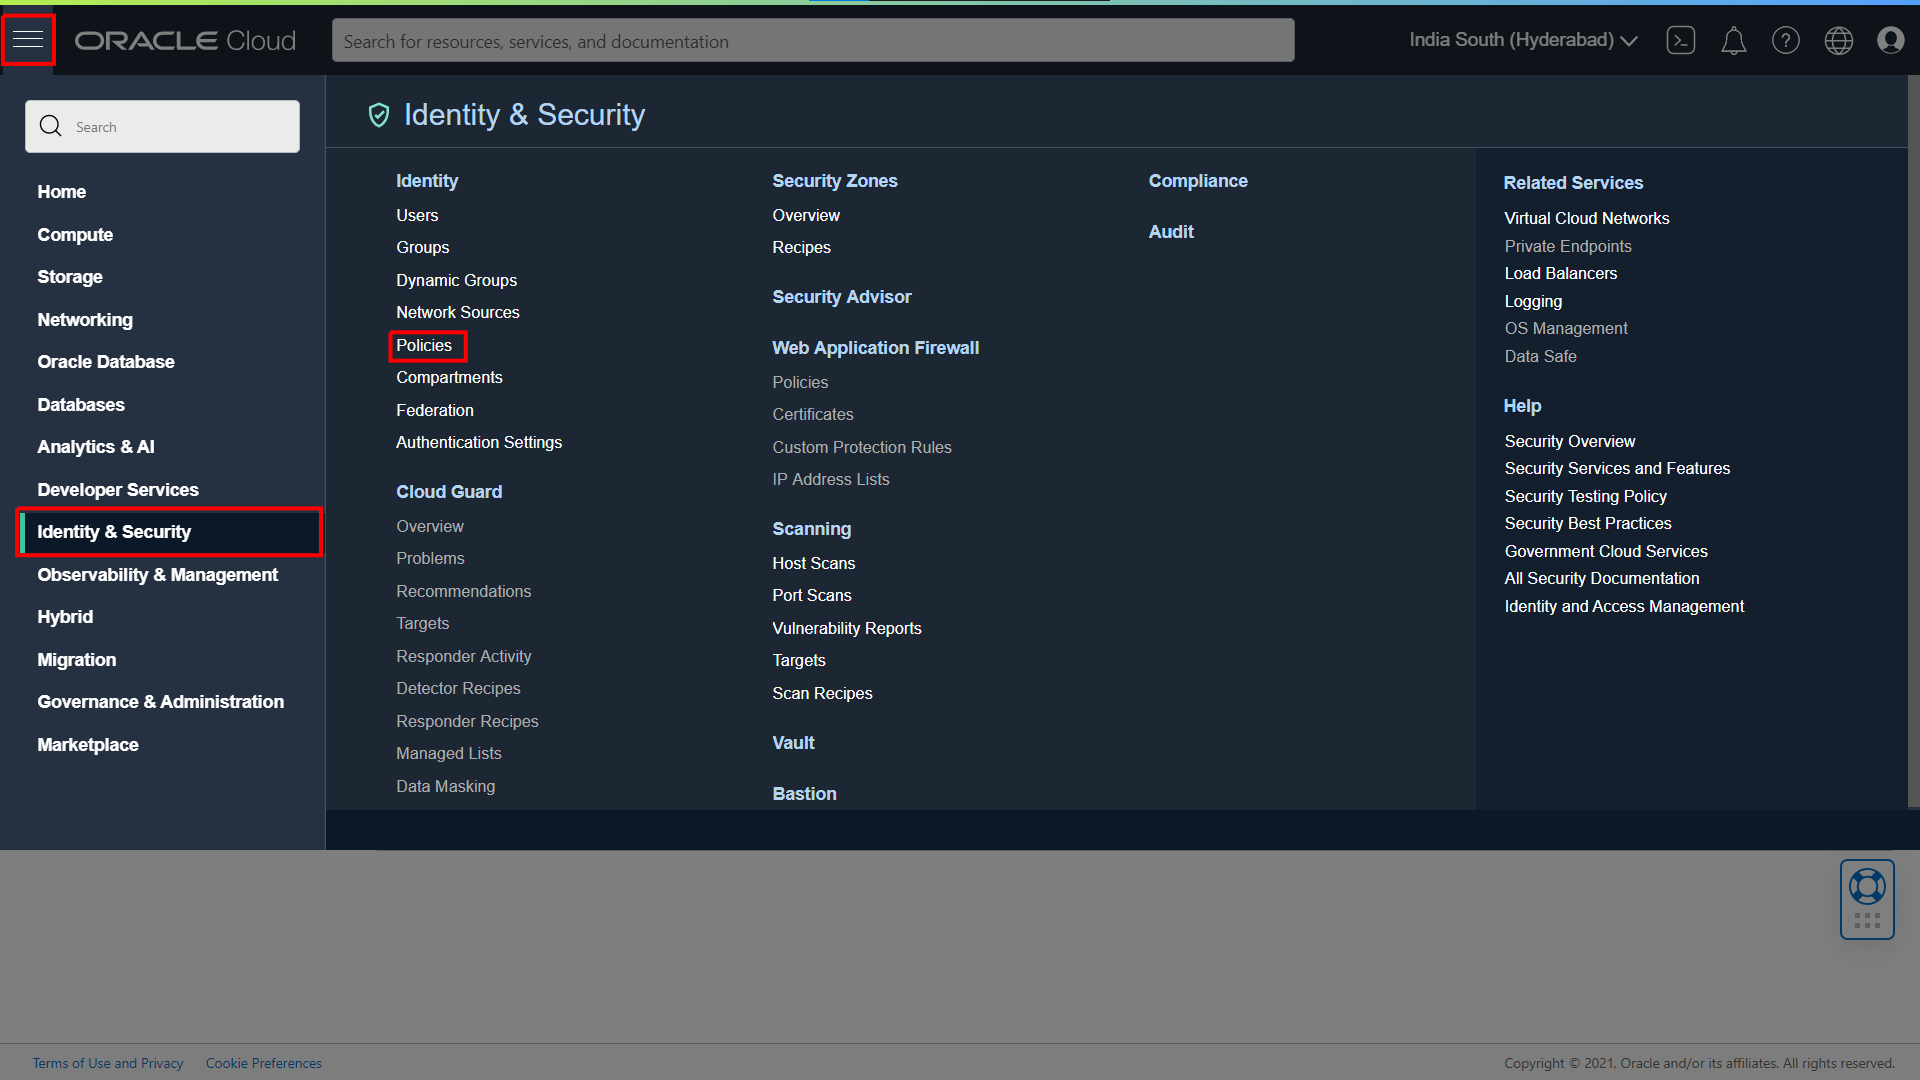 ORACLE Cloud
Search for resources, services, and documentation
India South (Hyderabad)
Search
Home
Compute
Storage
Networking
Oracle Database
Databases
Analytics & AI
Developer Services
Identity & Security
Observability & Management
Hybrid
Migration
Governance & Administration
Marketplace
Identity & Security
Identity
Users
Groups
Dynamic Groups
Network Sources
Policies
Compartments
Federation
Authentication Settings
Cloud Guard
Overview
Problems
Recommendations
Targets
Responder Activity
Detector Recipes
Responder Recipes
Managed Lists
Data Masking
Security Zones
Overview
Recipes
Security Advisor
Web Application Firewall
Policies
Certificates
Custom Protection Rules
IP Address Lists
Scanning
Host Scans
Port Scans
Vulnerability Reports
Targets
Scan Recipes
Vault
Bastion
Compliance
Audit
Related Services
Virtual Cloud Networks
Private Endpoints
Load Balancers
Logging
OS Management
Data Safe
Help
Security Overview
Security Services and Features
Security Testing Policy
Security Best Practices
Government Cloud Services
All Security Documentation
Identity and Access Management
Terms of Use and Privacy
Cookie Preferences
Copyright © 2021, Oracle and/or its affiliates. All rights reserved.